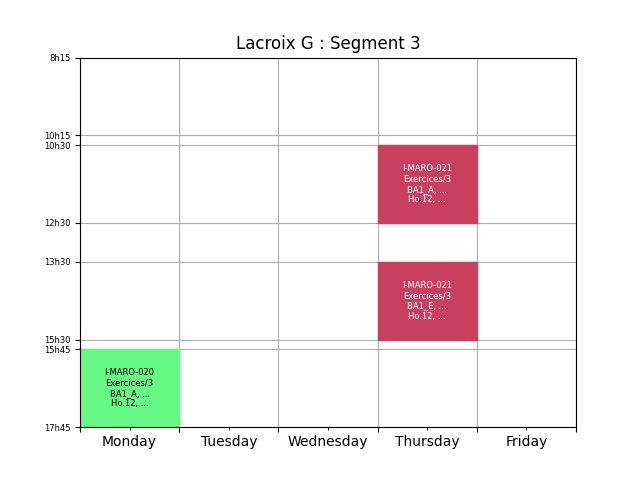 Lacroix G : Segment 3
8h15
10h15
10h30
I-MARO-021
Exercices/3
BA1_A, ...
Ho.12, ...
12h30
13h30
I-MARO-021
Exercices/3
BA1_E, ...
Ho.12, ...
15h30
15h45
I-MARO-020
Exercices/3
BA1_A, ...
Ho.12, ...
17h45
Monday Tuesday Wednesday Thursday Friday